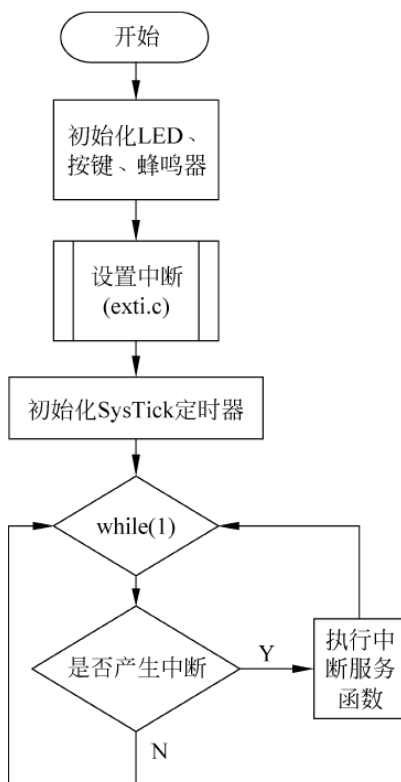 开始
初始化LED、
按键、蜂鸣器
设置中断
(exti.c)
初始化SysTick定时器
while(1)
是否产生中断
Y
执行中
断服务
函数
N